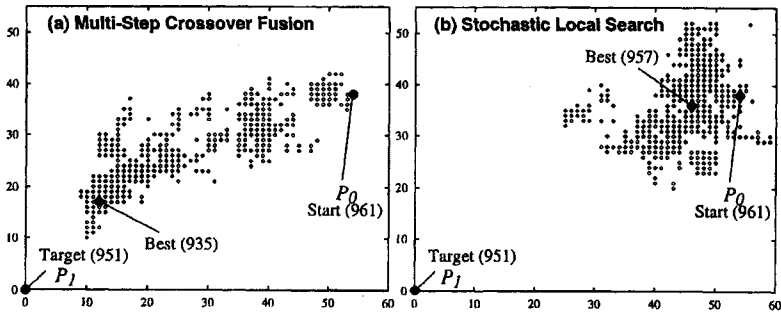 (a) Multi-Step Crossover Fusion
50
40
30
20
10
0
0 10 20 30 40 50 60
P0
Start (961)
Best (935)
Target (951)
P1
(b) Stochastic Local Search
50
40
30
20
10
0
0 10 20 30 40 50 60
Best (957)
P0
Start (961)
Target (951)
P1